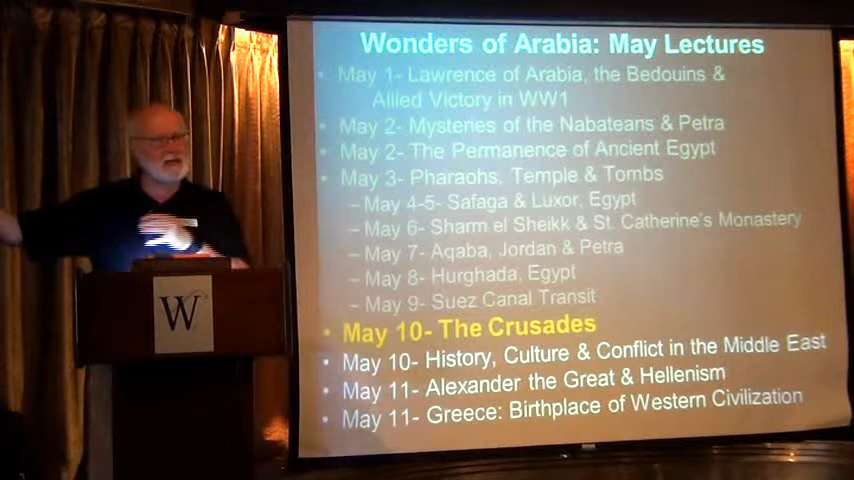 Wonders of Arabia: May Lectures
• May 1- Lawrence of Arabia, the Bedouins &
Allied Victory in WW1
• May 2- Mysteries of the Nabateans & Petra
• May 2- The Permanence of Ancient Egypt
• May 3- Pharaohs, Temple & Tombs
– May 4-5- Safaga & Luxor, Egypt
– May 6- Sharm el Sheikk & St. Catherine's Monastery
– May 7- Aqaba, Jordan & Petra
– May 8- Hurghada, Egypt
– May 9- Suez Canal Transit
• May 10- The Crusades
• May 10- History, Culture & Conflict in the Middle East
• May 11- Alexander the Great & Hellenism
• May 11- Greece: Birthplace of Western Civilization
W